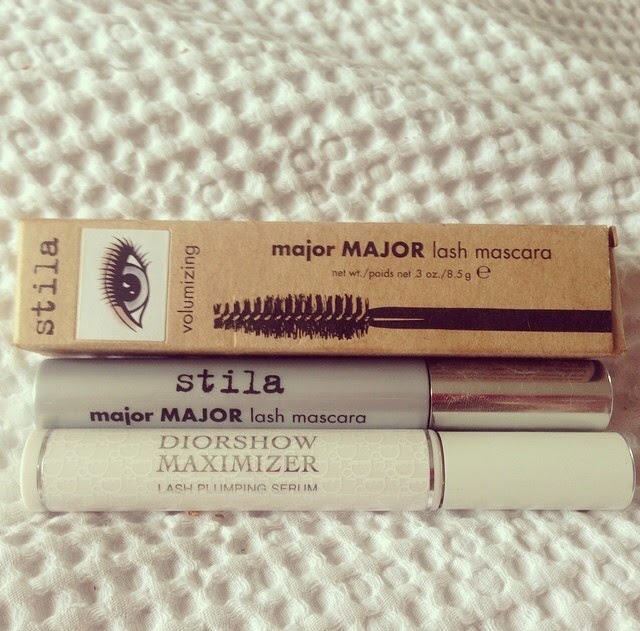 stila
volumizing
major MAJOR lash mascara
net wt./poids net .3 oz./8.5 g e
stila
major MAJOR lash mascara
DIORSHOW
MAXIMIZER
LASH PLUMPING SERUM